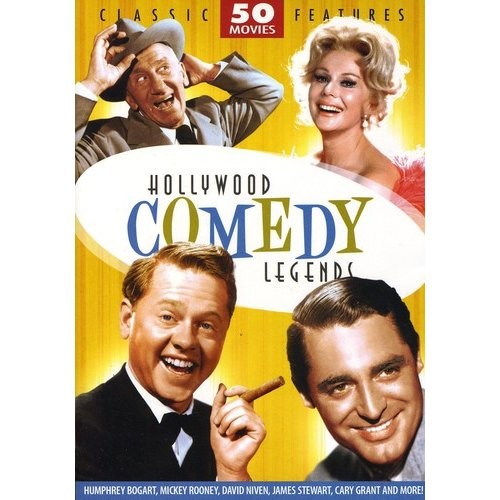 CLASSIC 50 MOVIES FEATURES
HOLLYWOOD
COMEDY
LEGENDS
HUMPHREY BOGART, MICKEY ROONEY, DAVID NIVEN, JAMES STEWART, CARY GRANT AND MORE!